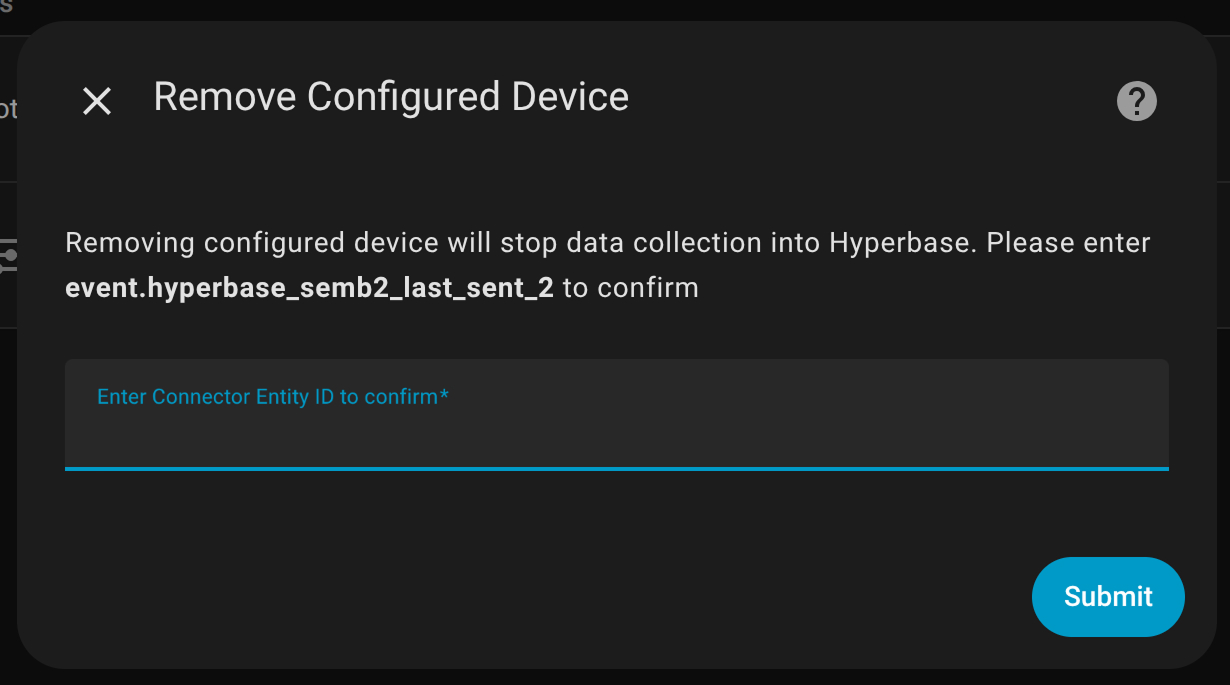 s
ot
Remove Configured Device
?
Removing configured device will stop data collection into Hyperbase. Please enter
event.hyperbase_semb2_last_sent_2 to confirm
Enter Connector Entity ID to confirm*
Submit